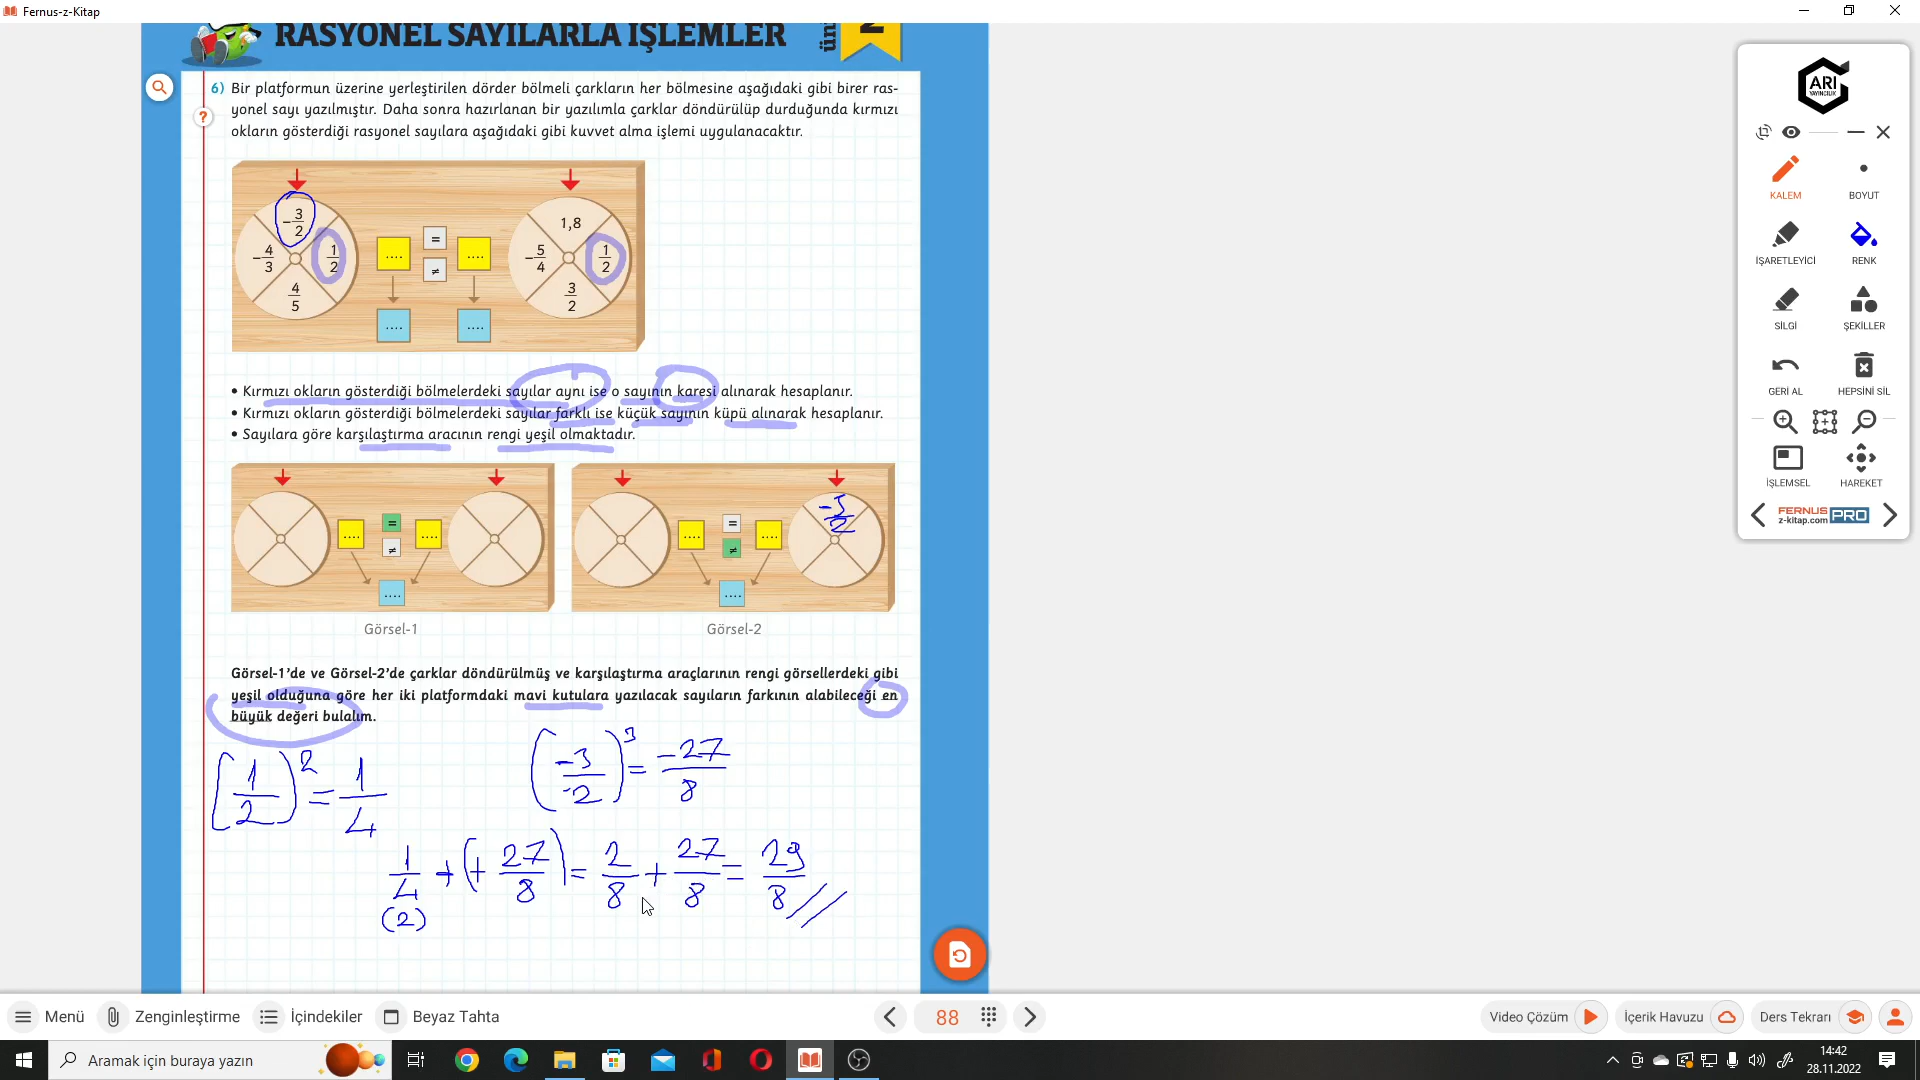 Fernus-z-Kitap
RASYONEL SAYILARLA İŞLEMLER
6) Bir platformun üzerine yerleştirilen dörder bölmeli çarkların her bölmesine aşağıdaki gibi birer ras-
yonel sayı yazılmıştır. Daha sonra hazırlanan bir yazılımla çarklar döndürülüp durduğunda kırmızı
okların gösterdiği rasyonel sayılara aşağıdaki gibi kuvvet alma işlemi uygulanacaktır.
?
-3/2
-4/3
1/2
4/5
.... = ....
≠
.... ....
1,8
-5/4
1/2
3/2
• Kırmızı okların gösterdiği bölmelerdeki sayılar aynı ise o sayının karesi alınarak hesaplanır.
• Kırmızı okların gösterdiği bölmelerdeki sayılar farklı ise küçük sayının küpü alınarak hesaplanır.
• Sayılara göre karşılaştırma aracının rengi yeşil olmaktadır.
.... = ....
≠
....
Görsel-1
.... = ....
≠
....
-3/2
Görsel-2
Görsel-1'de ve Görsel-2'de çarklar döndürülmüş ve karşılaştırma araçlarının rengi görsellerdeki gibi
yeşil olduğuna göre her iki platformdaki mavi kutulara yazılacak sayıların farkının alabileceği en
büyük değeri bulalım.
(1/2)² = 1/4
(-3/2)³ = -27/8
1/4 + (+27/8) = 2/8 + 27/8 = 29/8
(2)
ARI
YAYINCILIK
KALEM
BOYUT
İŞARETLEYİCİ
RENK
SİLGİ
ŞEKİLLER
GERİ AL
HEPSİNİ SİL
İŞLEMSEL
HAREKET
FERNUS
z-kitap.com PRO
Menü
Zenginleştirme
İçindekiler
Beyaz Tahta
88
Video Çözüm
İçerik Havuzu
Ders Tekrarı
Aramak için buraya yazın
14:42
28.11.2022